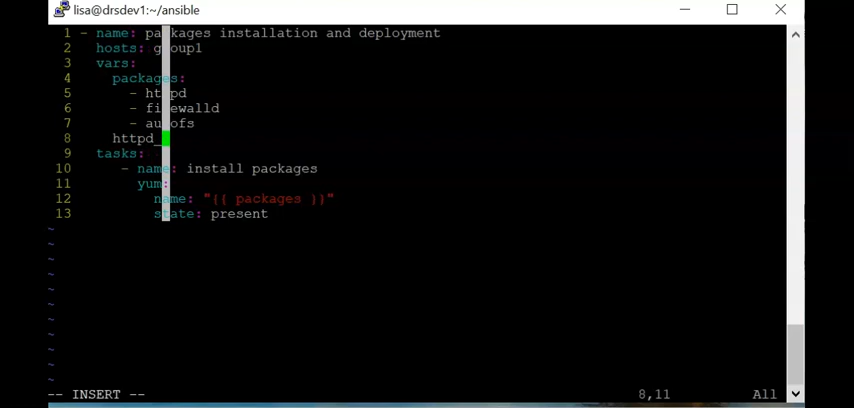 lisa@drsdev1:~/ansible
1 - name: packages installation and deployment
2   hosts: group1
3   vars:
4     packages:
5       - httpd
6       - firewalld
7       - autofs
8     httpd_
9   tasks:
10      - name: install packages
11        yum:
12          name: "{{ packages }}"
13          state: present
~
~
~
~
~
~
~
~
~
~
~
-- INSERT -- 8,11 All